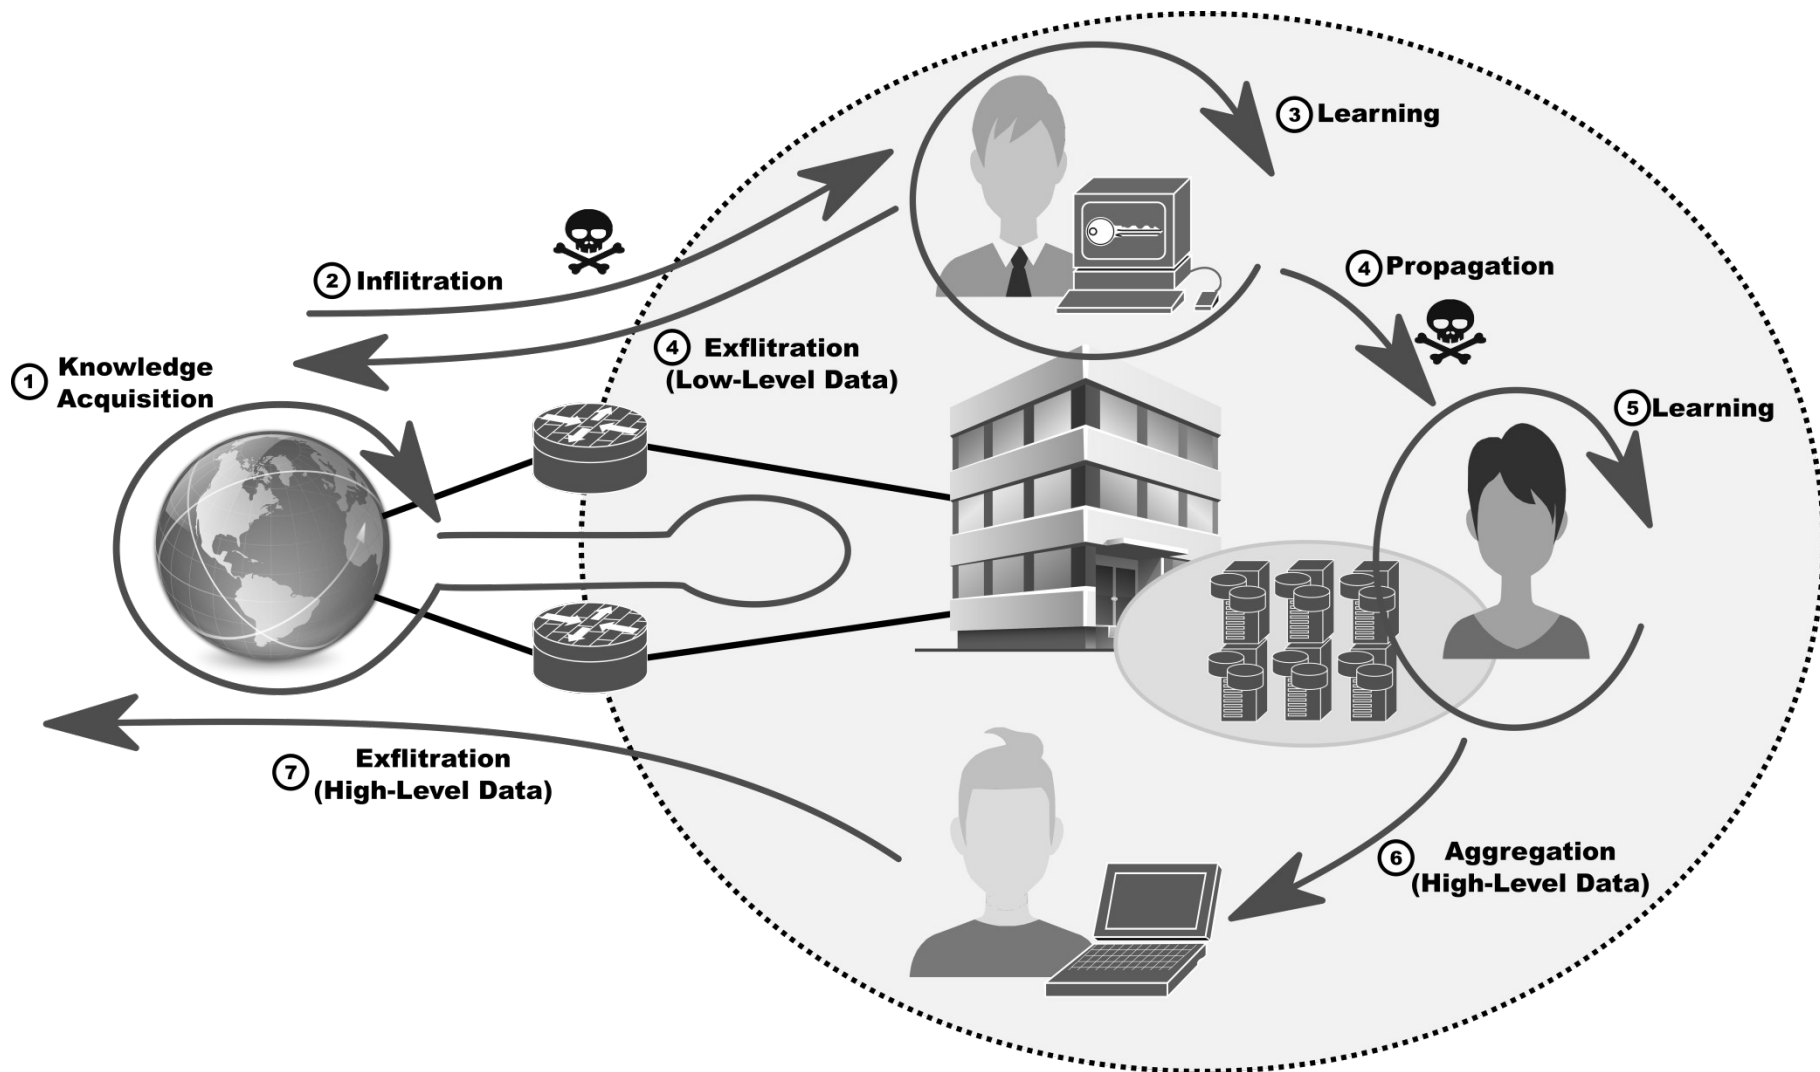 1 Knowledge
Acquisition
2 Inflitration
3 Learning
4 Exflitration
(Low-Level Data)
4 Propagation
5 Learning
6 Aggregation
(High-Level Data)
7 Exflitration
(High-Level Data)